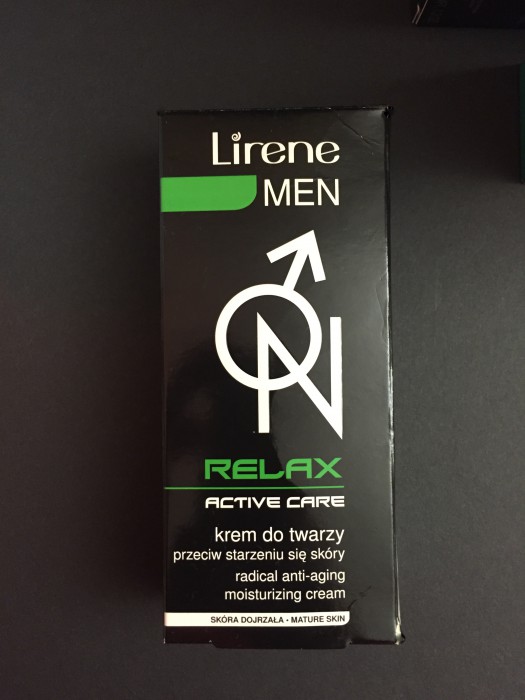 Lirene
MEN
ON
RELAX
ACTIVE CARE
krem do twarzy
przeciw starzeniu się skóry
radical anti-aging
moisturizing cream
SKÓRA DOJRZAŁA • MATURE SKIN